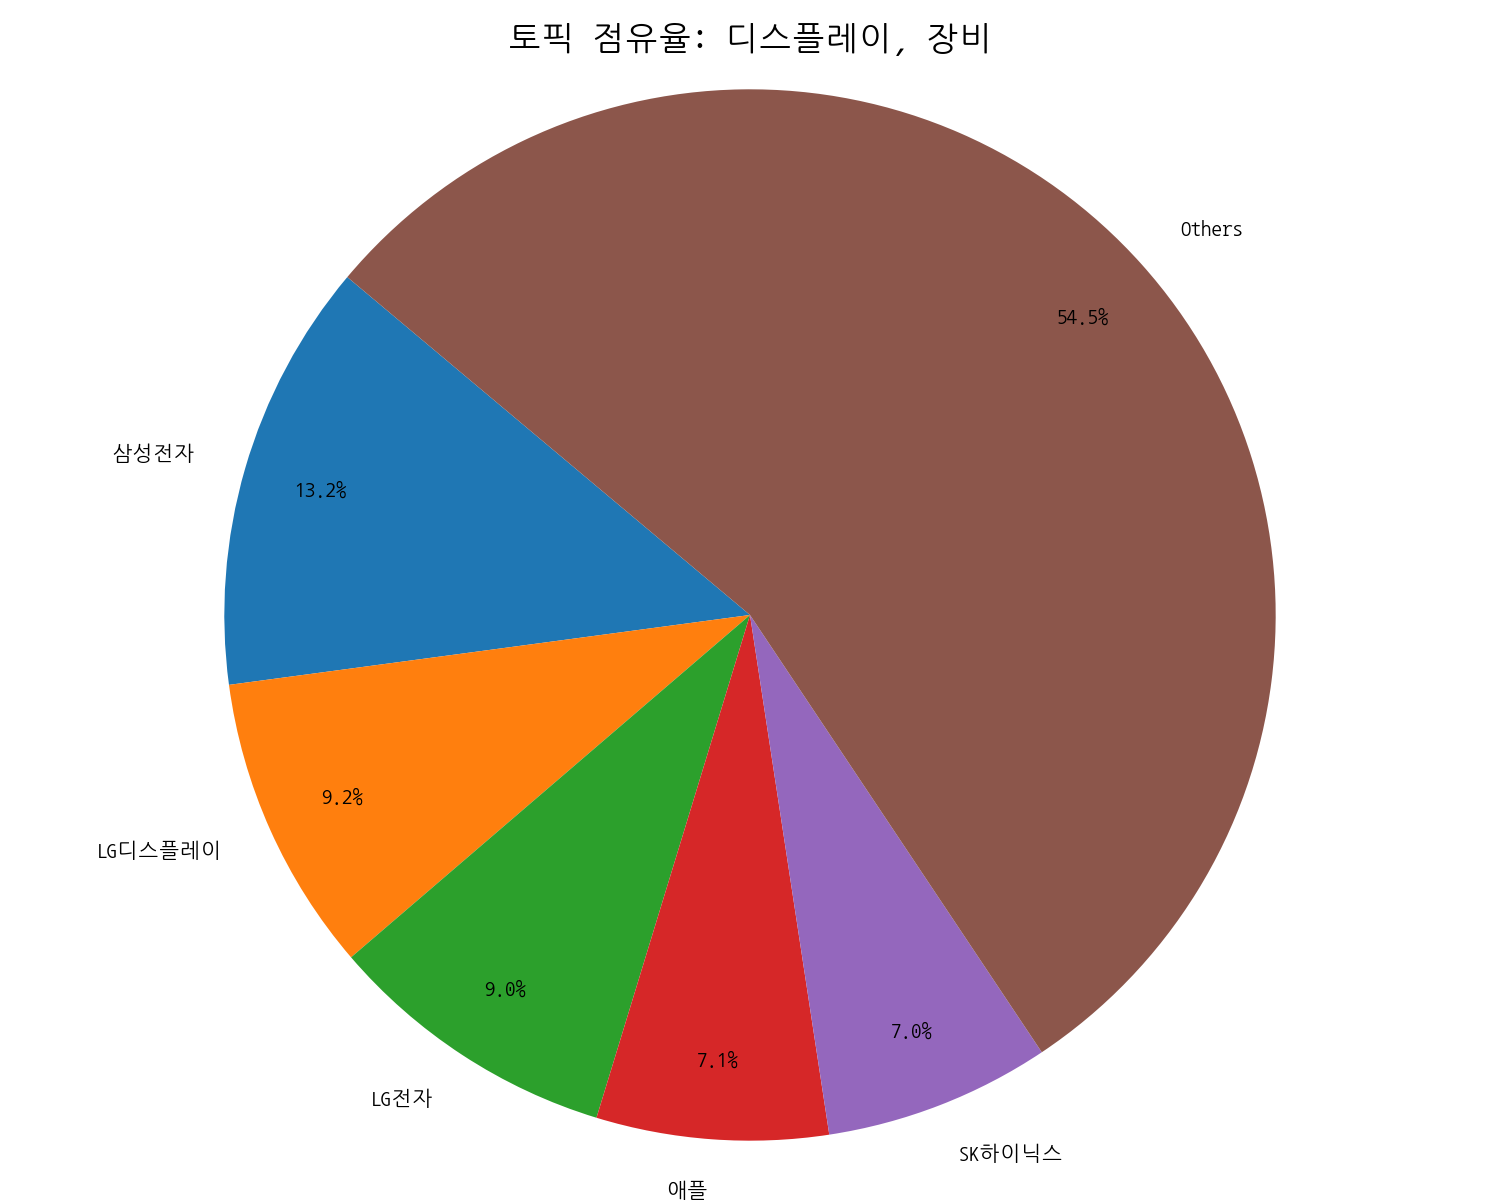 토픽 점유율: 디스플레이, 장비
Others
54.5%
삼성전자
13.2%
9.2%
LG디스플레이
9.0%
LG전자
7.1%
애플
7.0%
SK하이닉스